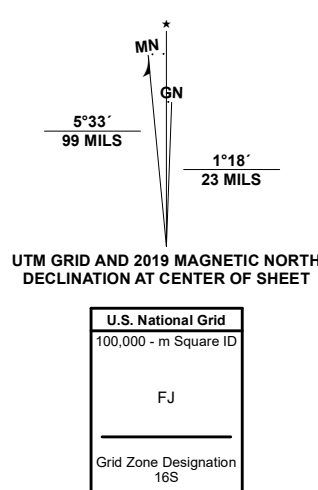 MN
GN
5°33´
99 MILS
1°18´
23 MILS
UTM GRID AND 2019 MAGNETIC NORTH
DECLINATION AT CENTER OF SHEET
U.S. National Grid
100,000 - m Square ID
FJ
Grid Zone Designation
16S